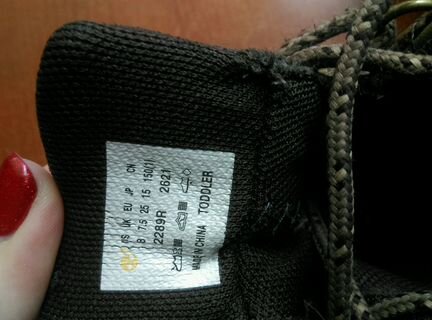 US UK EU JP CN
8 7.5 25 15 150(1)
2289R 2621
MADE IN CHINA TODDLER